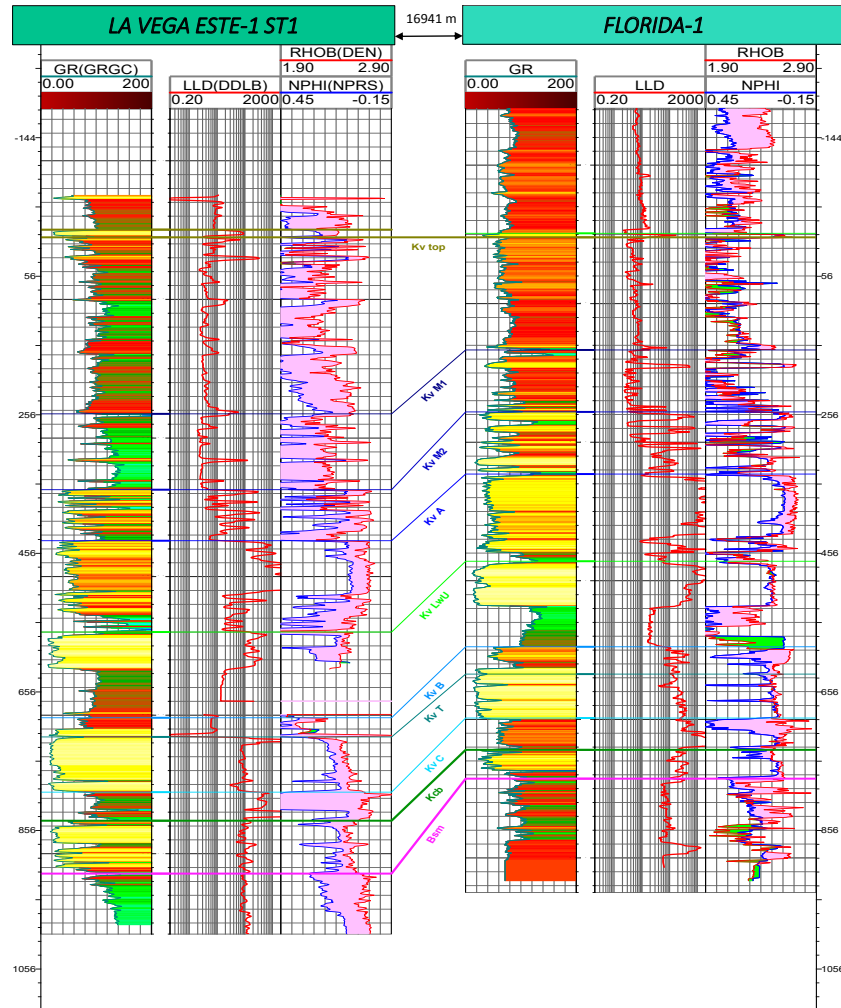 LA VEGA ESTE-1 ST1
16941 m
FLORIDA-1
RHOB(DEN)
1.90 2.90
GR(GRGC)
0.00 200
LLD(DDLB)
0.20 2000
NPHI(NPRS)
0.45 -0.15
RHOB
1.90 2.90
GR
0.00 200
LLD
0.20 2000
NPHI
0.45 -0.15
-144 -144
Kv top
56 56
Kv M1
256 256
Kv M2
Kv A
456 456
Kv LwU
656 656
Kv B
Kv T
Kv C
Kcb
856 856
Bsm
1056 1056